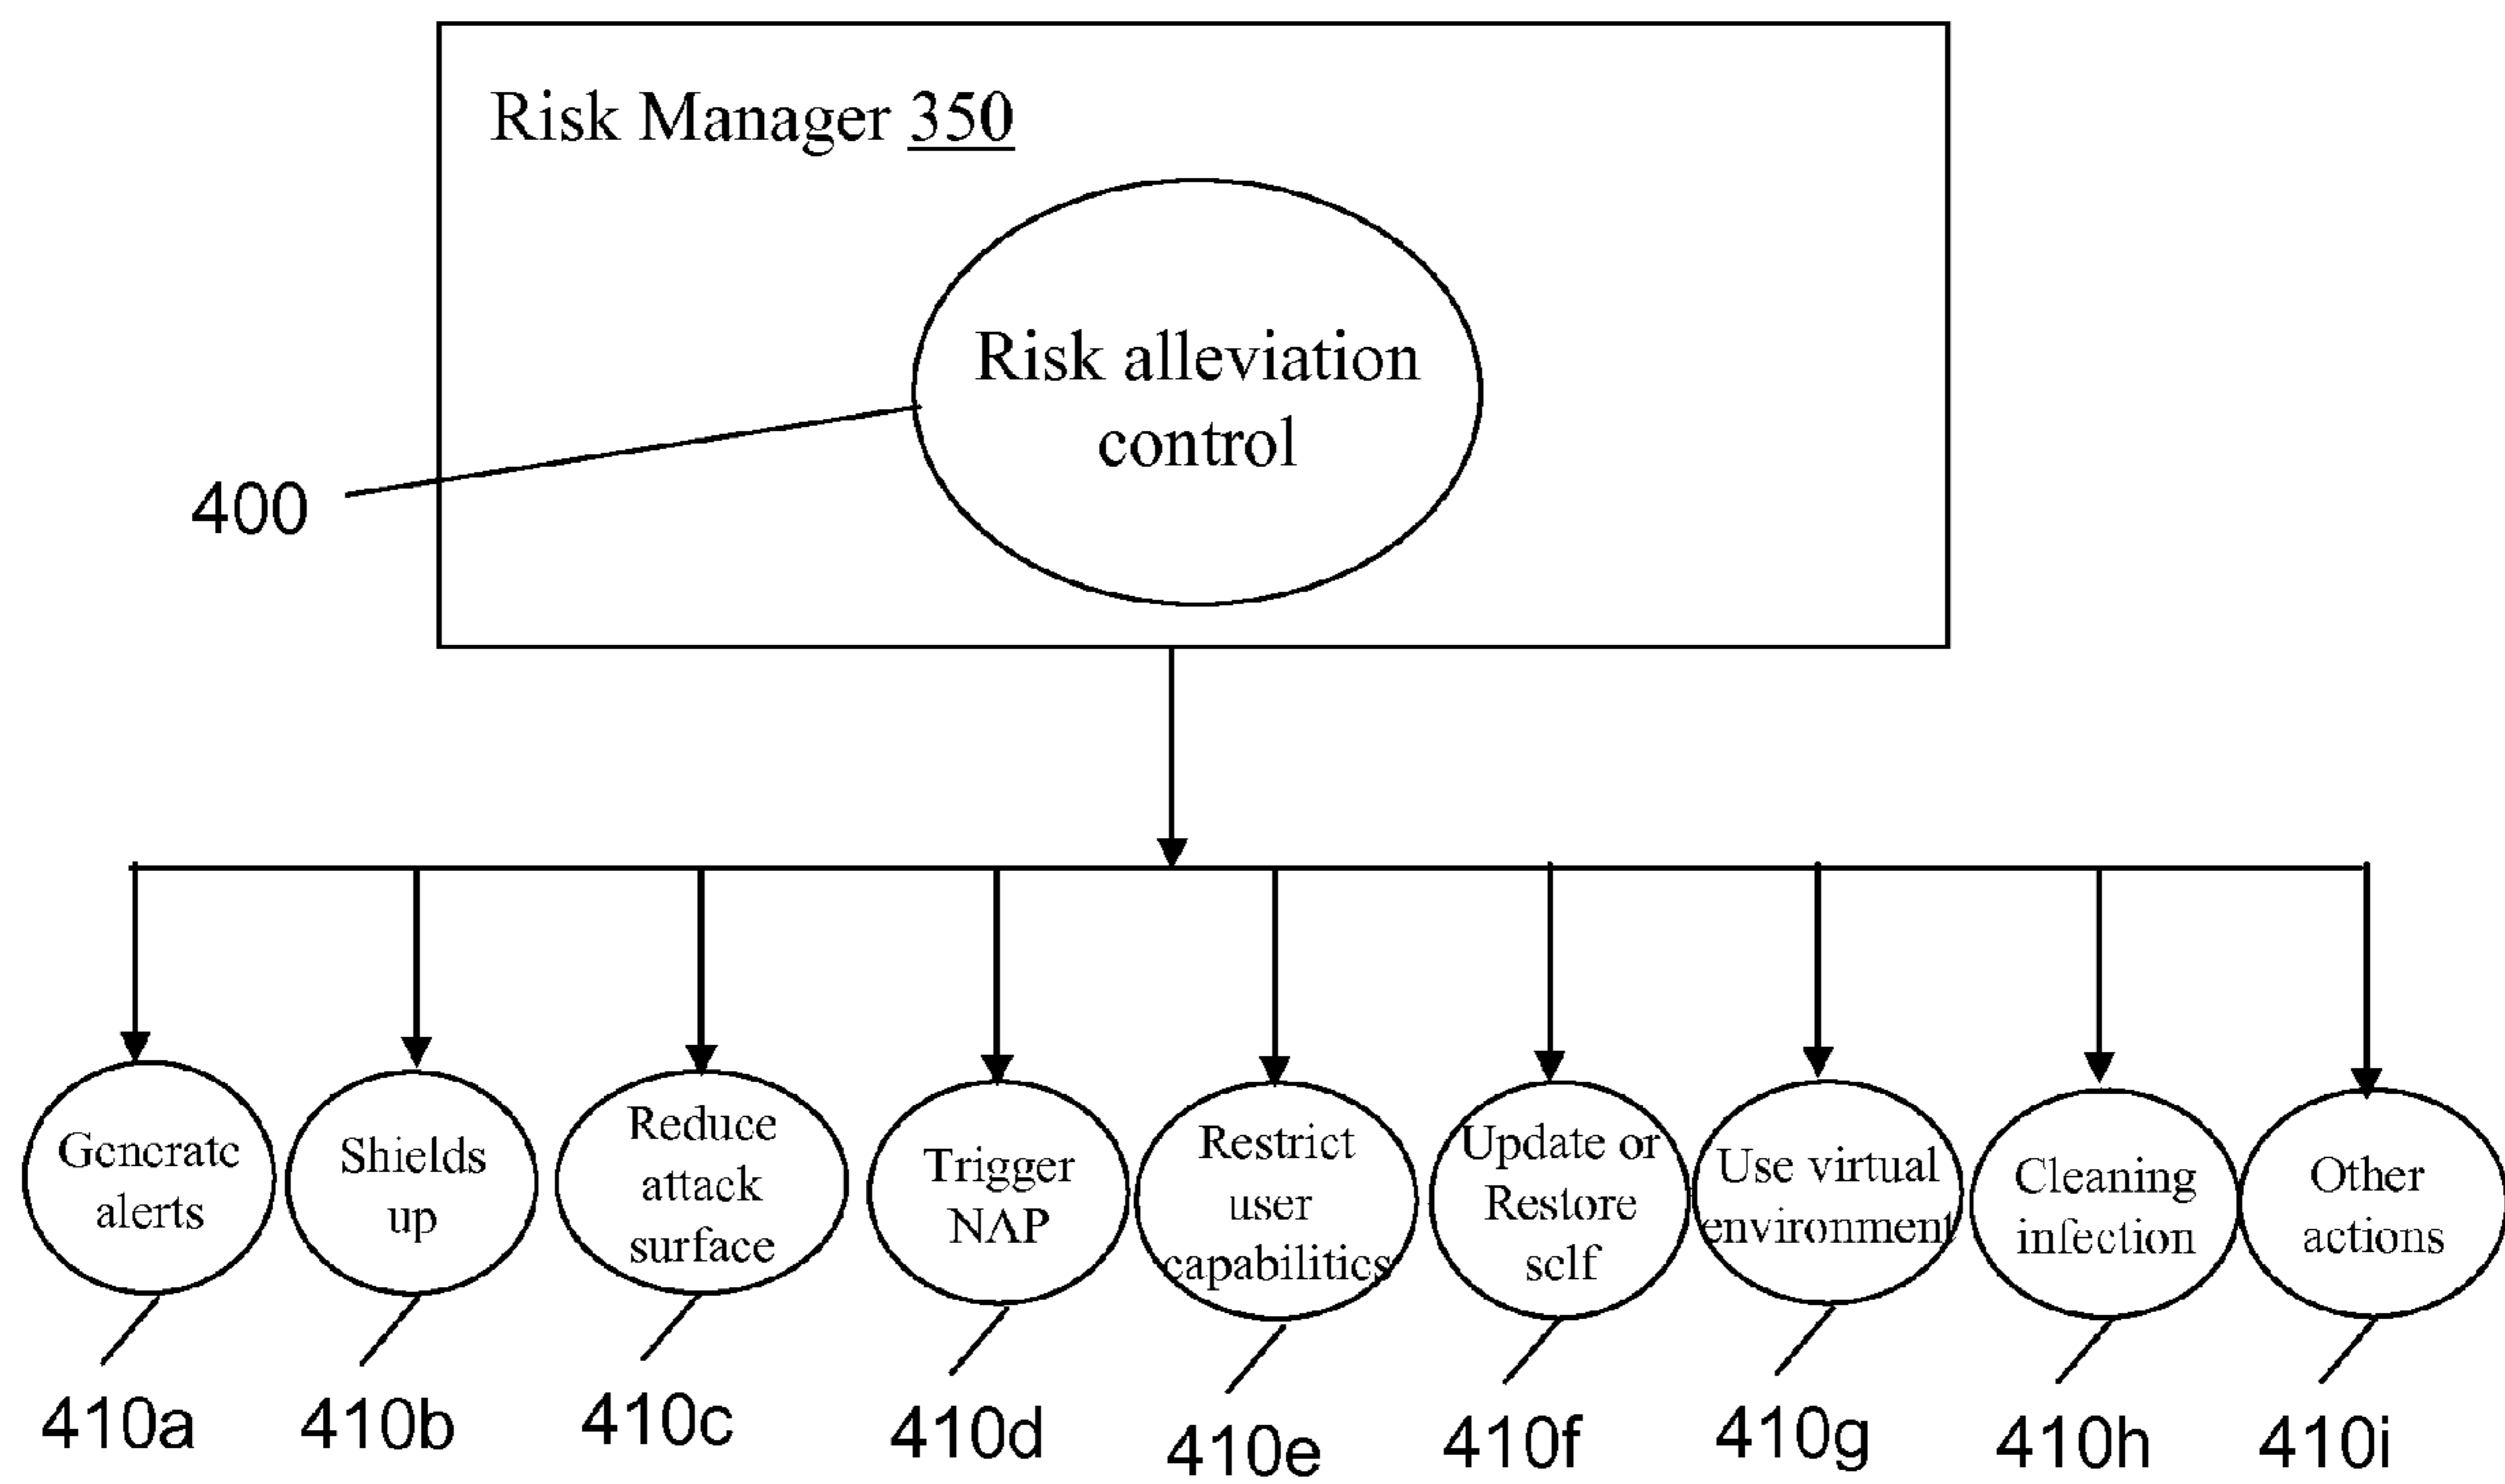 Risk Manager 350
Risk alleviation
control
400
Generate
alerts
Shields
up
Reduce
attack
surface
Trigger
NAP
Restrict
user
capabilities
Update or
Restore
self
Use virtual
environment
Cleaning
infection
Other
actions
410a
410b
410c
410d
410e
410f
410g
410h
410i